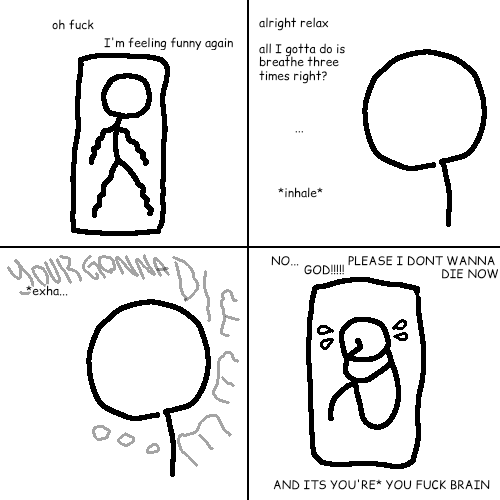 oh fuck
I'm feeling funny again
alright relax
all I gotta do is
breathe three
times right?
...
*inhale*
YOUR GONNA DIEEEEE
*exha...
NO...
GOD!!!!!
PLEASE I DONT WANNA
DIE NOW
AND ITS YOU'RE* YOU FUCK BRAIN